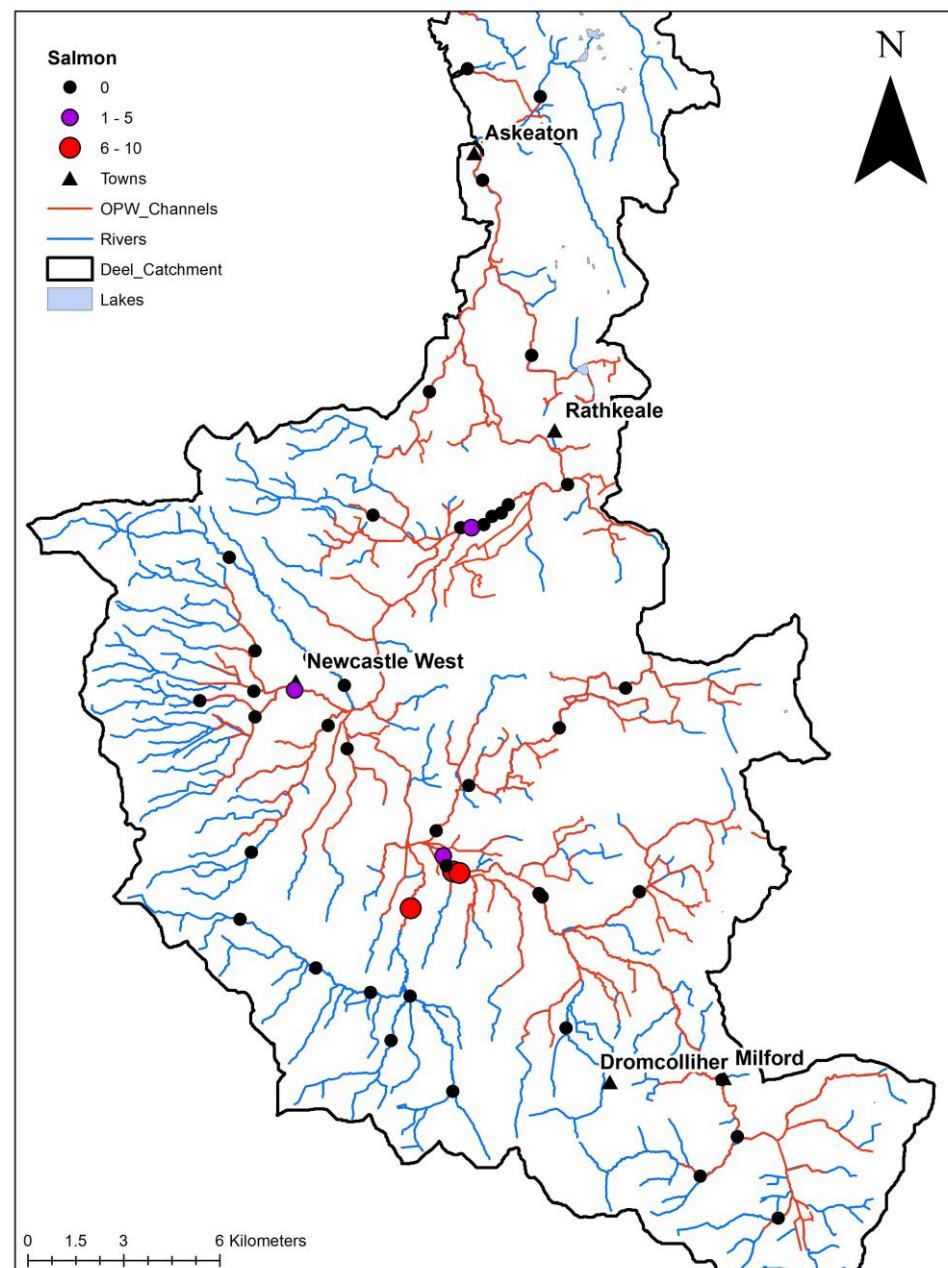 Salmon
0
1 - 5
6 - 10
Towns
OPW_Channels
Rivers
Deel_Catchment
Lakes
N
Askeaton
Rathkeale
Newcastle West
Dromcolliher
Milford
0 1.5 3 6 Kilometers